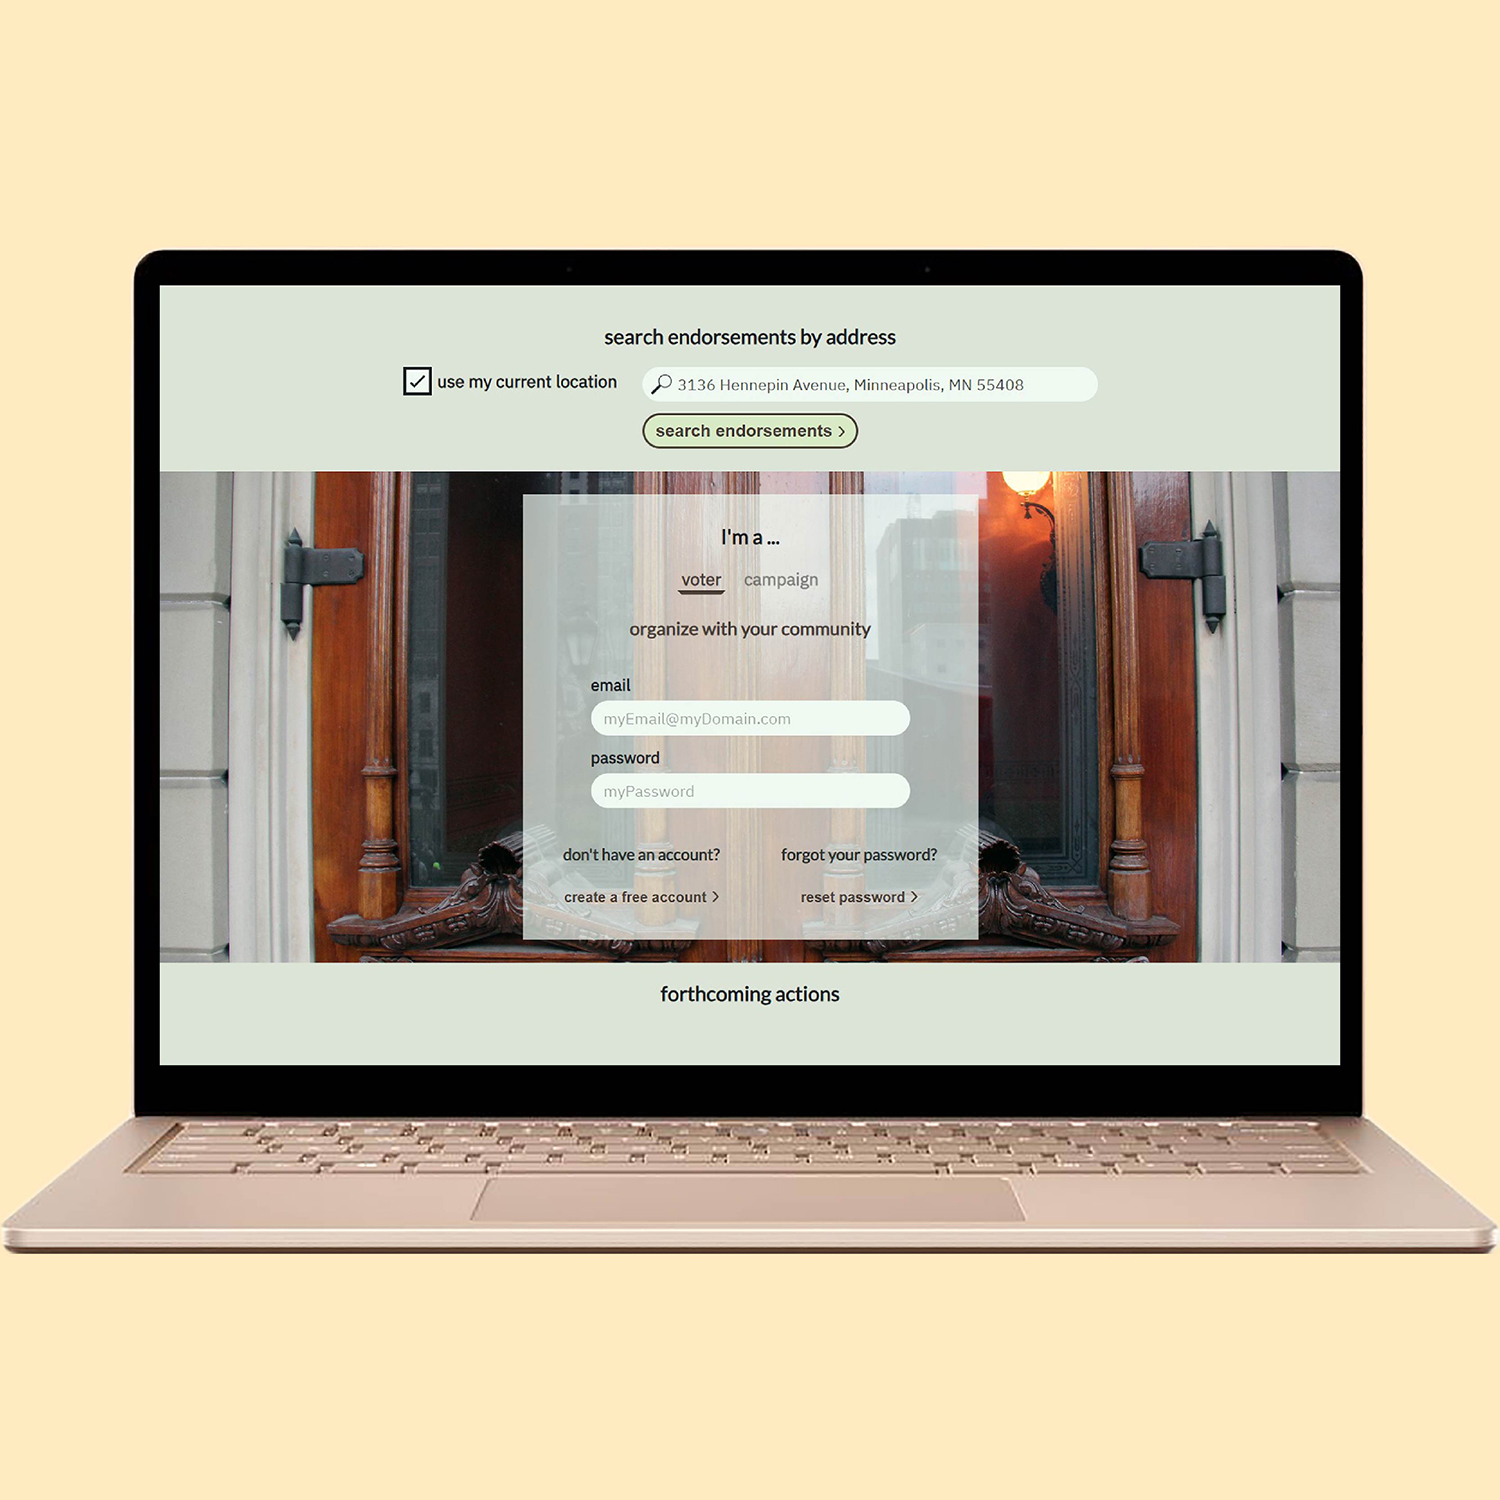 search endorsements by address
use my current location
3136 Hennepin Avenue, Minneapolis, MN 55408
search endorsements >
I'm a ...
voter campaign
organize with your community
email
myEmail@myDomain.com
password
myPassword
don't have an account? forgot your password?
create a free account > reset password >
forthcoming actions